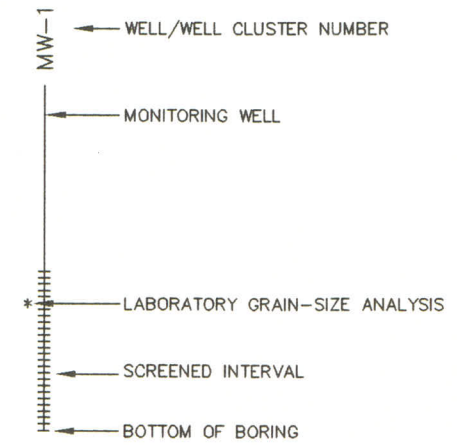 MW-1
WELL/WELL CLUSTER NUMBER
MONITORING WELL
* LABORATORY GRAIN-SIZE ANALYSIS
SCREENED INTERVAL
BOTTOM OF BORING